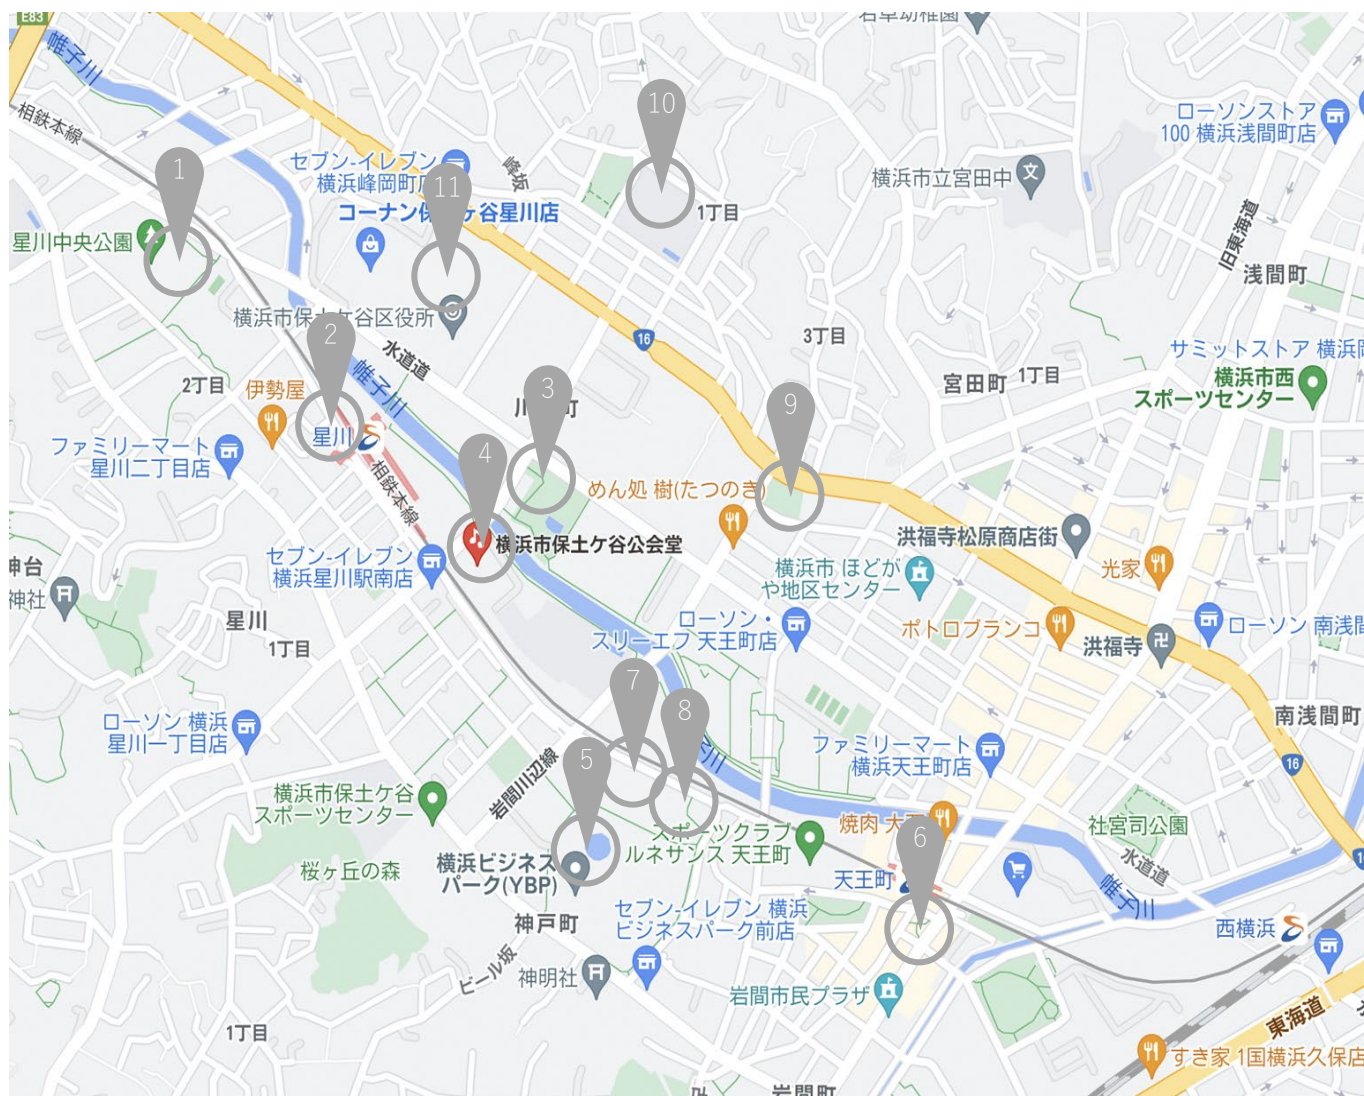 E83
帷子川
相鉄本線
若草幼稚園
10
ローソンストア
100 横浜浅間町店
セブン-イレブン
横浜峰岡町店
峰坂
横浜市立宮田中
1
11
1丁目
コーナン保土ヶ谷星川店
旧東海道
星川中央公園
浅間町
横浜市保土ケ谷区役所
2
水道道
16
3丁目
サミットストア 横浜岡
横浜市西
スポーツセンター
2丁目
伊勢屋
帷子川
3
9
宮田町
1丁目
星川
ファミリーマート
星川二丁目店
相鉄本線
4
めん処 樹(たつのき)
洪福寺松原商店街
横浜市保土ケ谷公会堂
セブン-イレブン
横浜星川駅南店
横浜市 ほどが
や地区センター
光家
神台
神社
星川
1丁目
ローソン・
スリーエフ 天王町店
ポトロブランコ
洪福寺
ローソン 南浅間
7
8
ローソン 横浜
星川一丁目店
5
川
ファミリーマート
横浜天王町店
南浅間町
16
岩間川辺線
横浜市保土ケ谷
スポーツセンター
スポーツクラブ
ルネサンス 天王町
焼肉 大
6
社宮司公園
水道道
桜ヶ丘の森
横浜ビジネス
パーク(YBP)
天王町
帷子川
神戸町
セブン-イレブン 横浜
ビジネスパーク前店
西横浜
ビール坂
神明社
岩間市民プラザ
1丁目
東海道
すき家 1国横浜久保店
岩間町